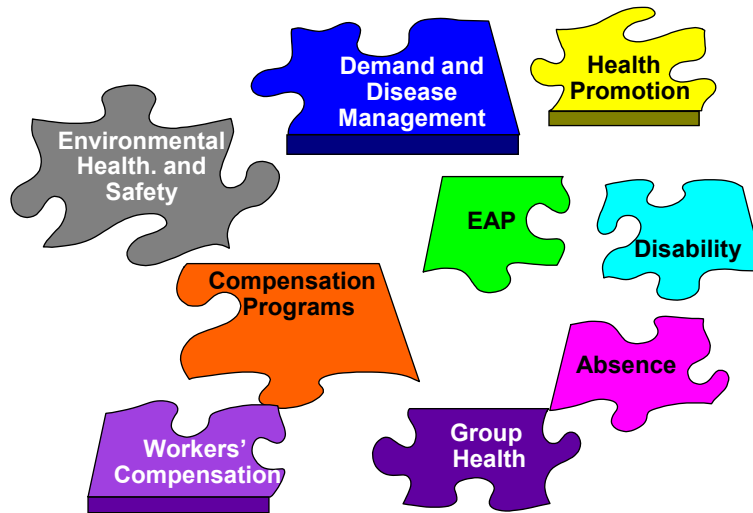 Demand and
Disease
Management
Health
Promotion
Environmental
Health. and
Safety
EAP
Disability
Compensation
Programs
Absence
Workers’
Compensation
Group
Health